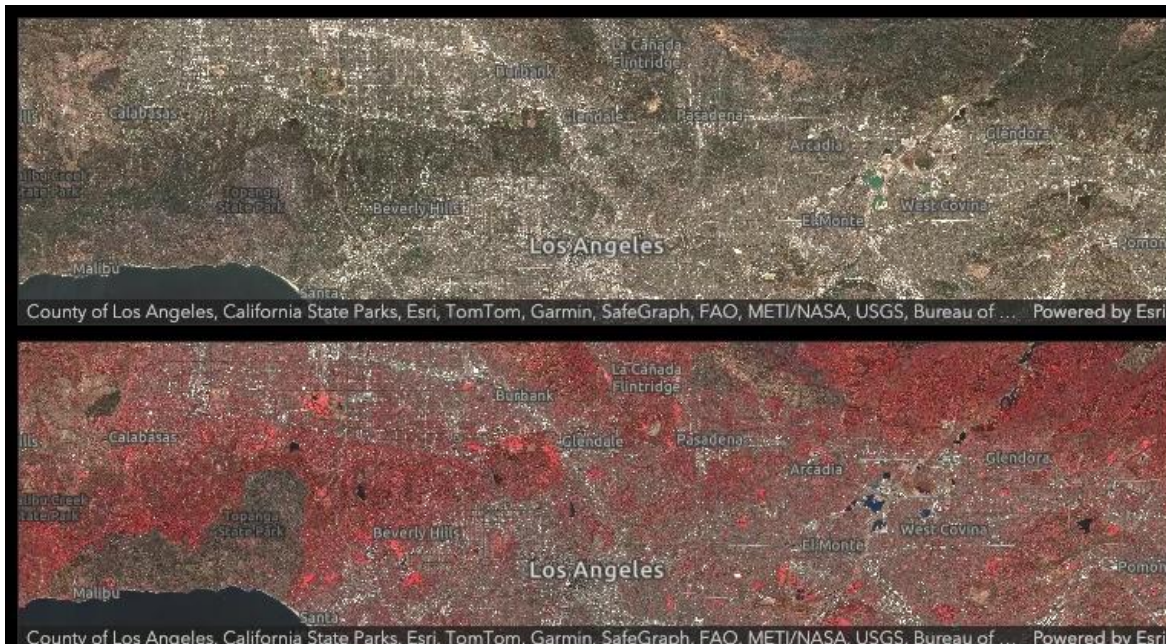 La Cañada
Flintridge
Burbank
Calabasas
Glendale
Pasadena
Glendora
Arcadia
Topanga
State Park
Beverly Hills
West Covina
El Monte
Los Angeles
Malibu
Santa
County of Los Angeles, California State Parks, Esri, TomTom, Garmin, SafeGraph, FAO, METI/NASA, USGS, Bureau of ... Powered by Esri
La Cañada
Flintridge
Burbank
Calabasas
Glendale
Pasadena
Glendora
Arcadia
Topanga
State Park
Beverly Hills
West Covina
El Monte
Los Angeles
Malibu
Santa
County of Los Angeles, California State Parks, Esri, TomTom, Garmin, SafeGraph, FAO, METI/NASA, USGS, Bureau of ... Powered by Esri